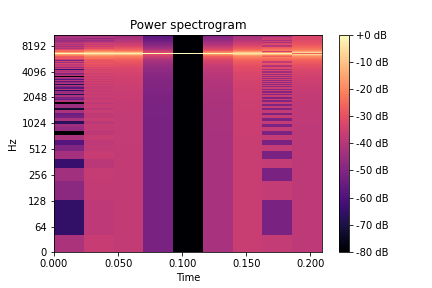 Power spectrogram
Hz
8192
4096
2048
1024
512
256
128
64
0
0.000
0.050
0.100
0.150
0.200
Time
+0 dB
-10 dB
-20 dB
-30 dB
-40 dB
-50 dB
-60 dB
-70 dB
-80 dB